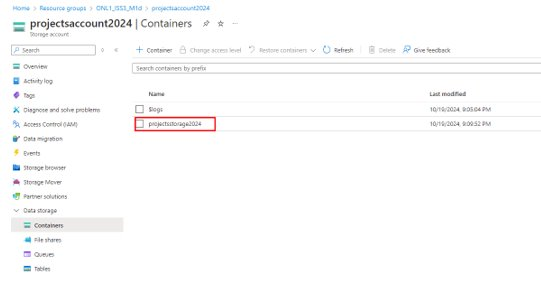 Home > Resource groups > ONL1_ISS3_M1d > projectsaccount2024
projectsaccount2024 | Containers
Storage account
Search
+ Container Change access level Restore containers Refresh Delete Give feedback
Search containers by prefix
Overview
Activity log
Tags
Diagnose and solve problems
Access Control (IAM)
Data migration
Events
Storage browser
Storage Mover
Partner solutions
Data storage
Containers
File shares
Queues
Tables
Name Last modified
$logs 10/19/2024, 9:05:04 PM
projectsstorage2024 10/19/2024, 9:09:52 PM